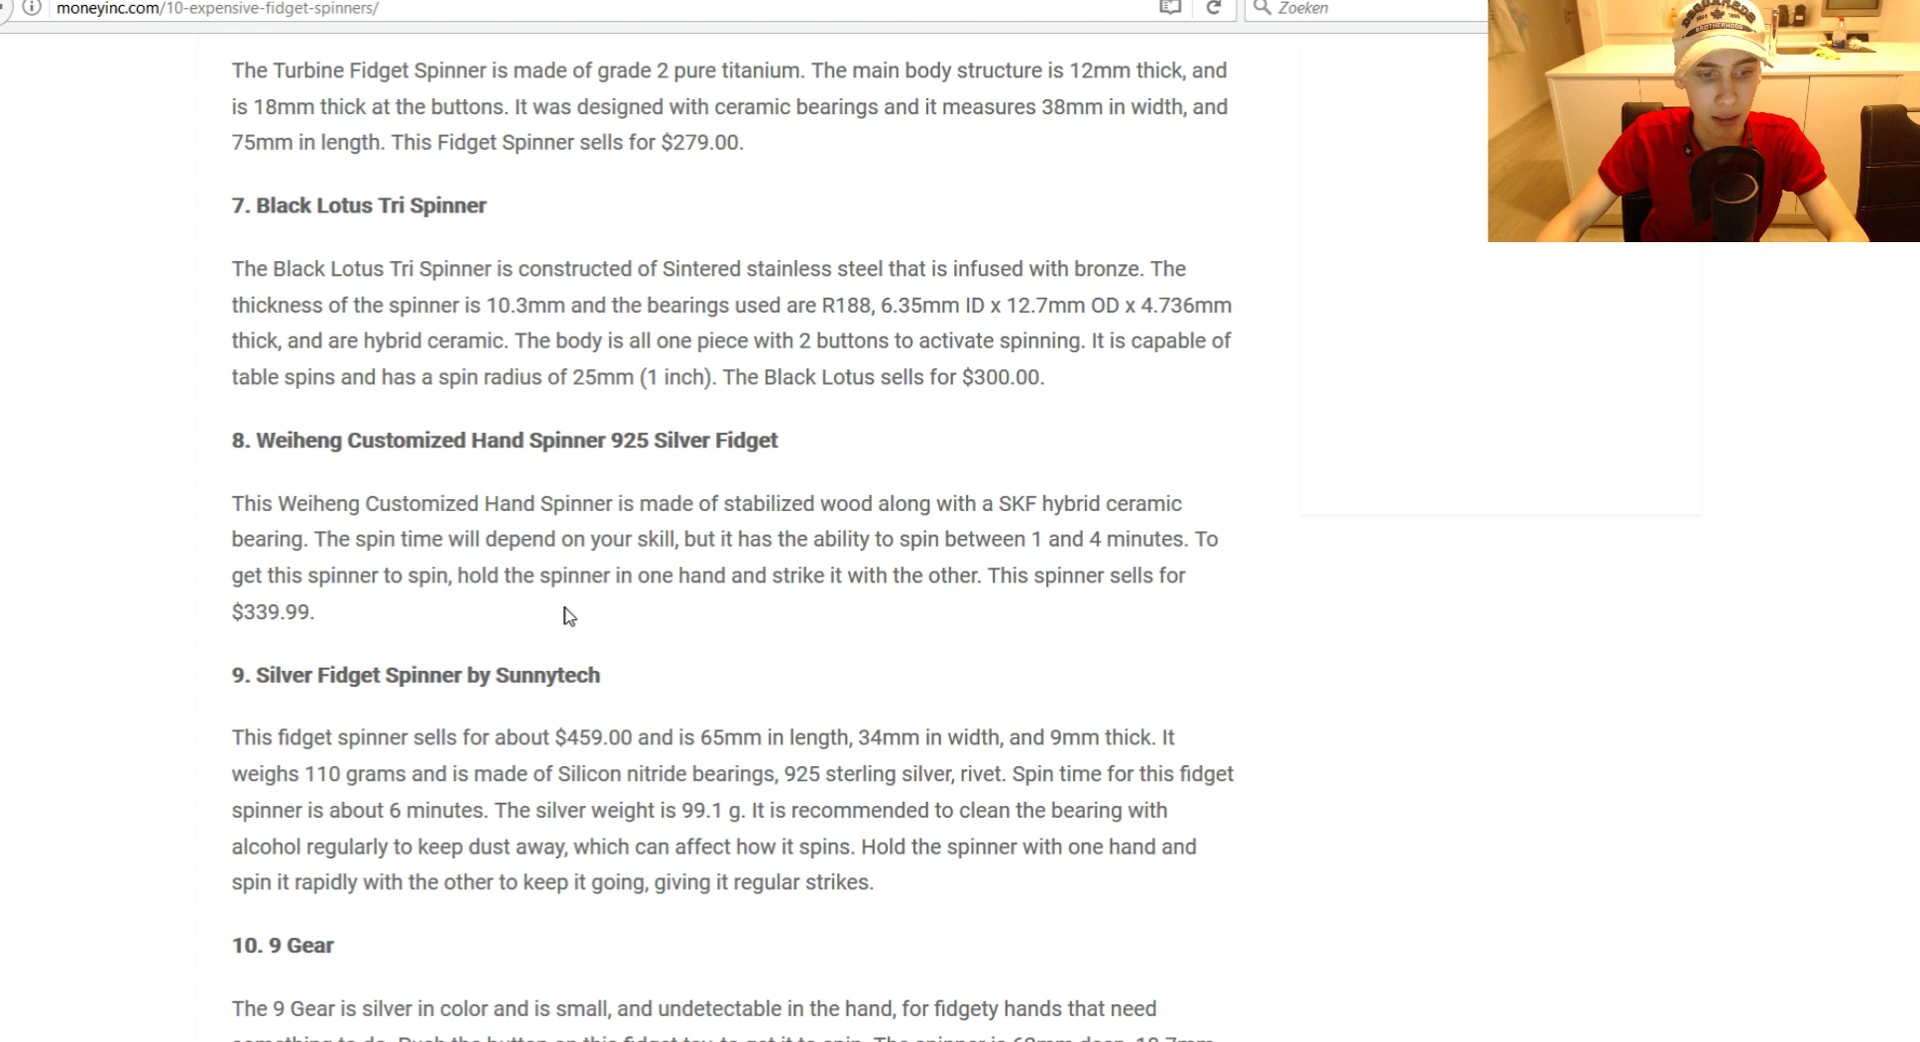 moneyinc.com/10-expensive-fidget-spinners/
Zoeken
The Turbine Fidget Spinner is made of grade 2 pure titanium. The main body structure is 12mm thick, and
is 18mm thick at the buttons. It was designed with ceramic bearings and it measures 38mm in width, and
75mm in length. This Fidget Spinner sells for $279.00.
7. Black Lotus Tri Spinner
The Black Lotus Tri Spinner is constructed of Sintered stainless steel that is infused with bronze. The
thickness of the spinner is 10.3mm and the bearings used are R188, 6.35mm ID x 12.7mm OD x 4.736mm
thick, and are hybrid ceramic. The body is all one piece with 2 buttons to activate spinning. It is capable of
table spins and has a spin radius of 25mm (1 inch). The Black Lotus sells for $300.00.
8. Weiheng Customized Hand Spinner 925 Silver Fidget
This Weiheng Customized Hand Spinner is made of stabilized wood along with a SKF hybrid ceramic
bearing. The spin time will depend on your skill, but it has the ability to spin between 1 and 4 minutes. To
get this spinner to spin, hold the spinner in one hand and strike it with the other. This spinner sells for
$339.99.
9. Silver Fidget Spinner by Sunnytech
This fidget spinner sells for about $459.00 and is 65mm in length, 34mm in width, and 9mm thick. It
weighs 110 grams and is made of Silicon nitride bearings, 925 sterling silver, rivet. Spin time for this fidget
spinner is about 6 minutes. The silver weight is 99.1 g. It is recommended to clean the bearing with
alcohol regularly to keep dust away, which can affect how it spins. Hold the spinner with one hand and
spin it rapidly with the other to keep it going, giving it regular strikes.
10. 9 Gear
The 9 Gear is silver in color and is small, and undetectable in the hand, for fidgety hands that need